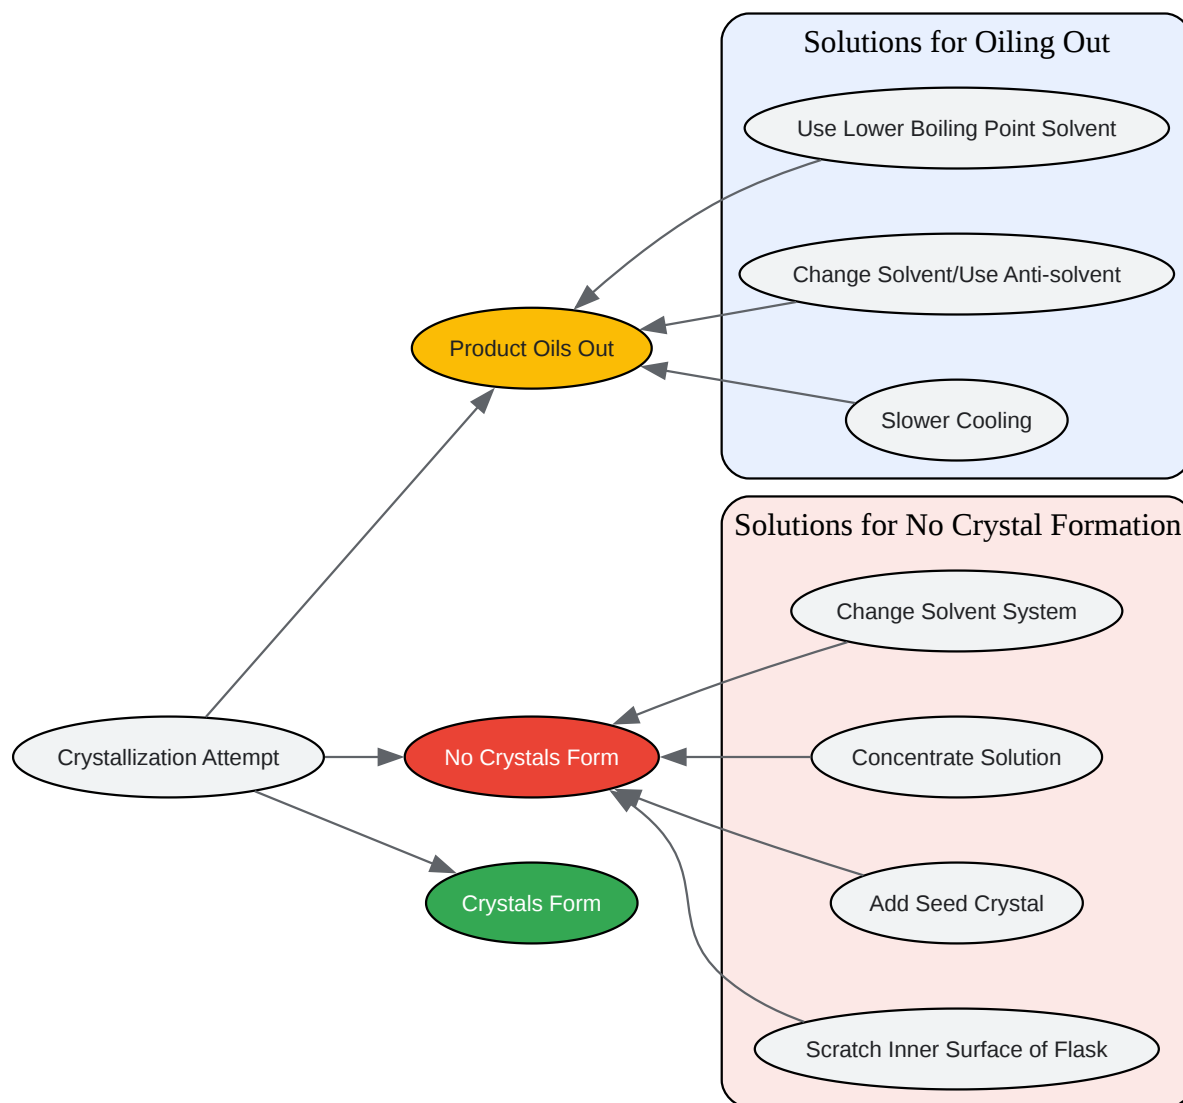 Solutions for Oiling Out
Use Lower Boiling Point Solvent
Change Solvent/Use Anti-solvent
Product Oils Out
Slower Cooling
Solutions for No Crystal Formation
Change Solvent System
Crystallization Attempt
No Crystals Form
Concentrate Solution
Crystals Form
Add Seed Crystal
Scratch Inner Surface of Flask